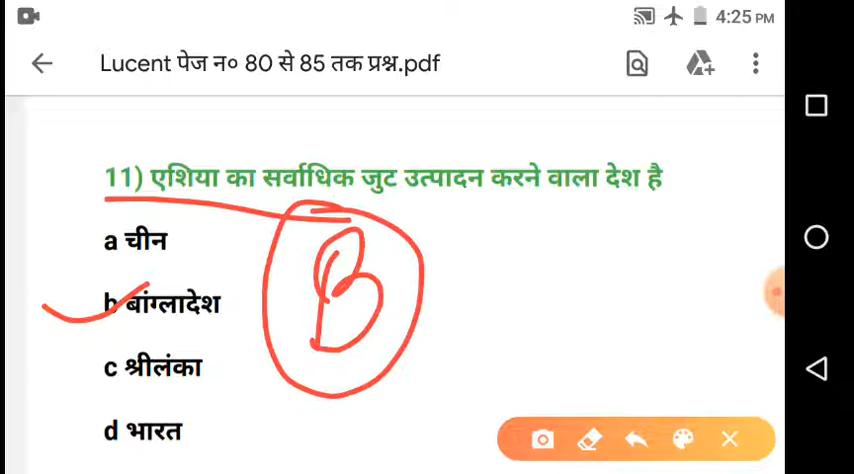 4:25 PM
Lucent पेज न० 80 से 85 तक प्रश्न.pdf
11) एशिया का सर्वाधिक जुट उत्पादन करने वाला देश है
a चीन
b बांग्लादेश
B
c श्रीलंका
d भारत